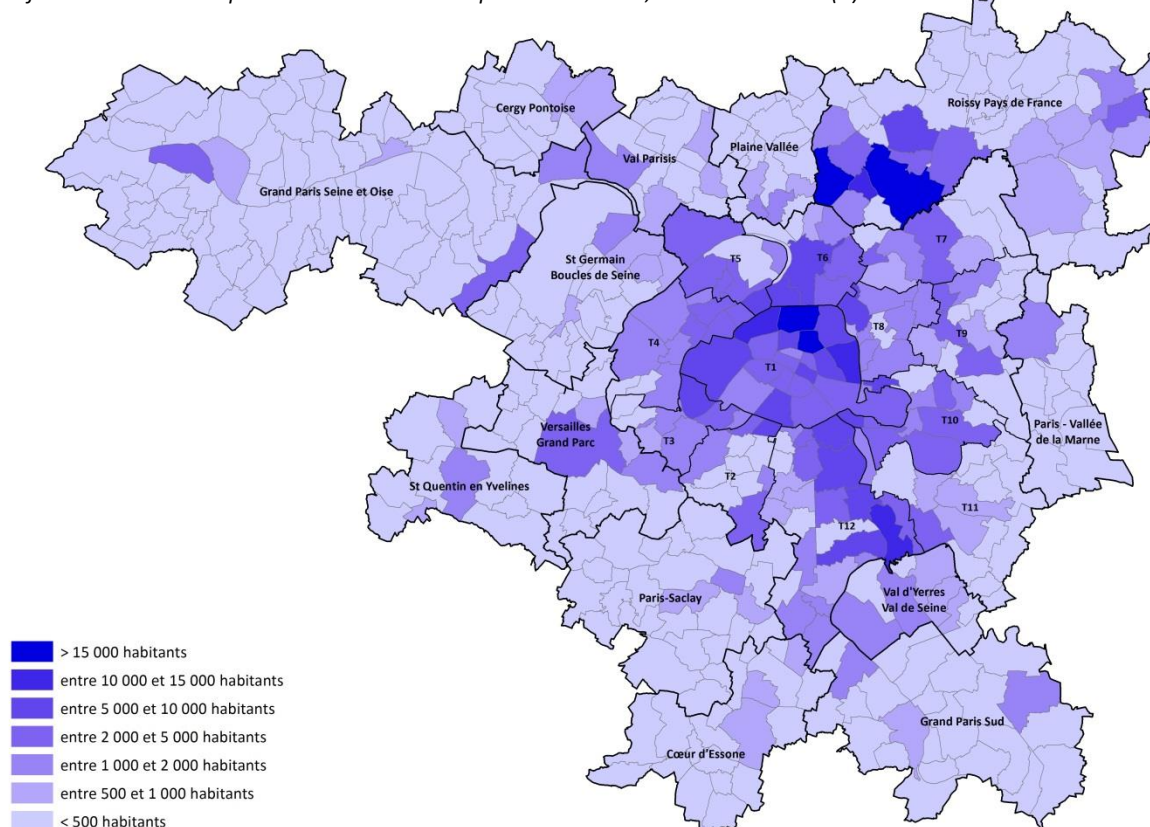 Cergy Pontoise
Roissy Pays de France
Plaine Vallée
Val Parisis
Grand Paris Seine et Oise
T7
T6
T5
St Germain
Boucles de Seine
T8
T9
T4
T1
T10
Versailles
Grand Parc
Paris - Vallée
de la Marne
T3
T2
St Quentin en Yvelines
T11
T12
Val d'Yerres
Val de Seine
Paris-Saclay
Grand Paris Sud
Cœur d'Essone
> 15 000 habitants
entre 10 000 et 15 000 habitants
entre 5 000 et 10 000 habitants
entre 2 000 et 5 000 habitants
entre 1 000 et 2 000 habitants
entre 500 et 1 000 habitants
< 500 habitants